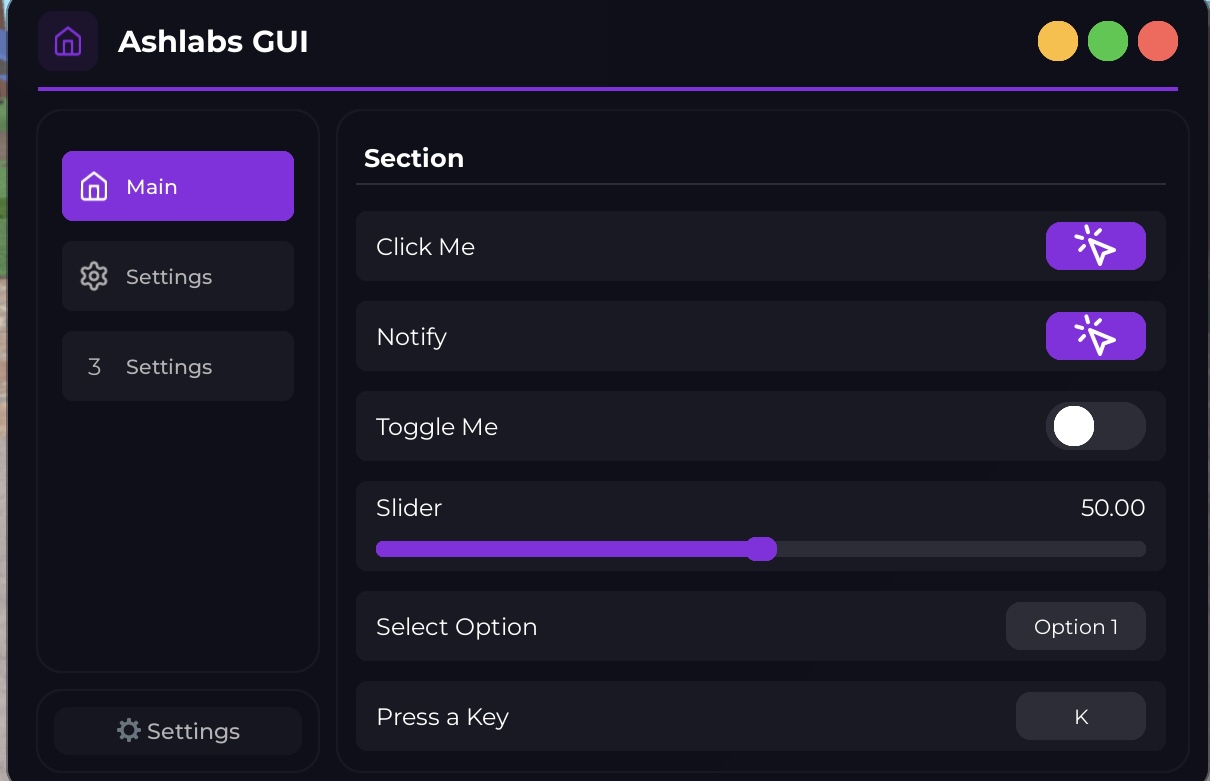 Ashlabs GUI
Main
Settings
3 Settings
Settings
Section
Click Me
Notify
Toggle Me
Slider 50.00
Select Option Option 1
Press a Key K